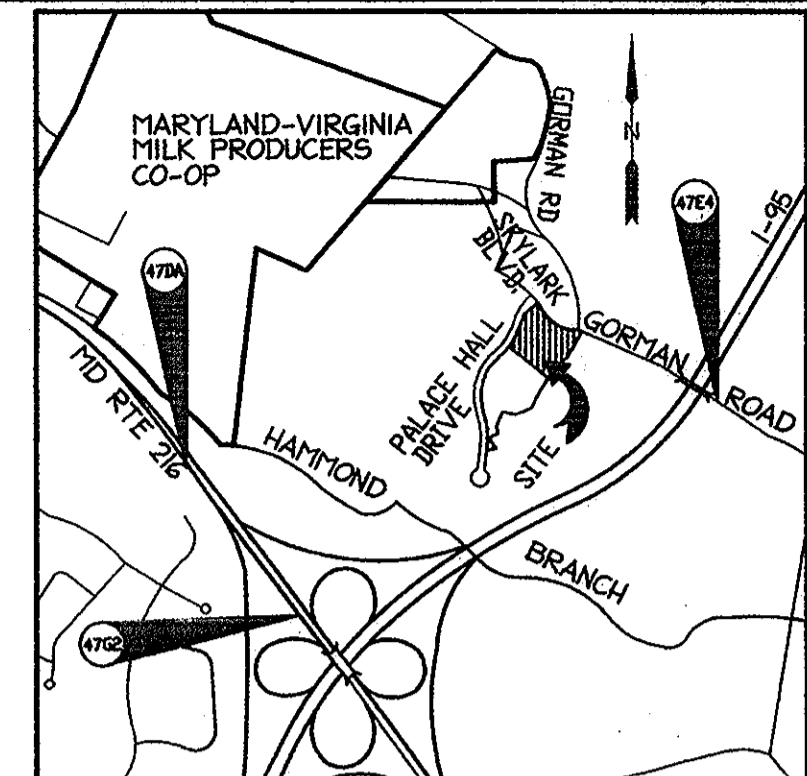 MARYLAND-VIRGINIA
MILK PRODUCERS
CO-OP
GORMAN RD
N
47E4
I-95
SKYLARK
BLVD.
47DA
GORMAN ROAD
PALACE HALL
DRIVE
SITE
MD RTE 216
HAMMOND
BRANCH
47G2